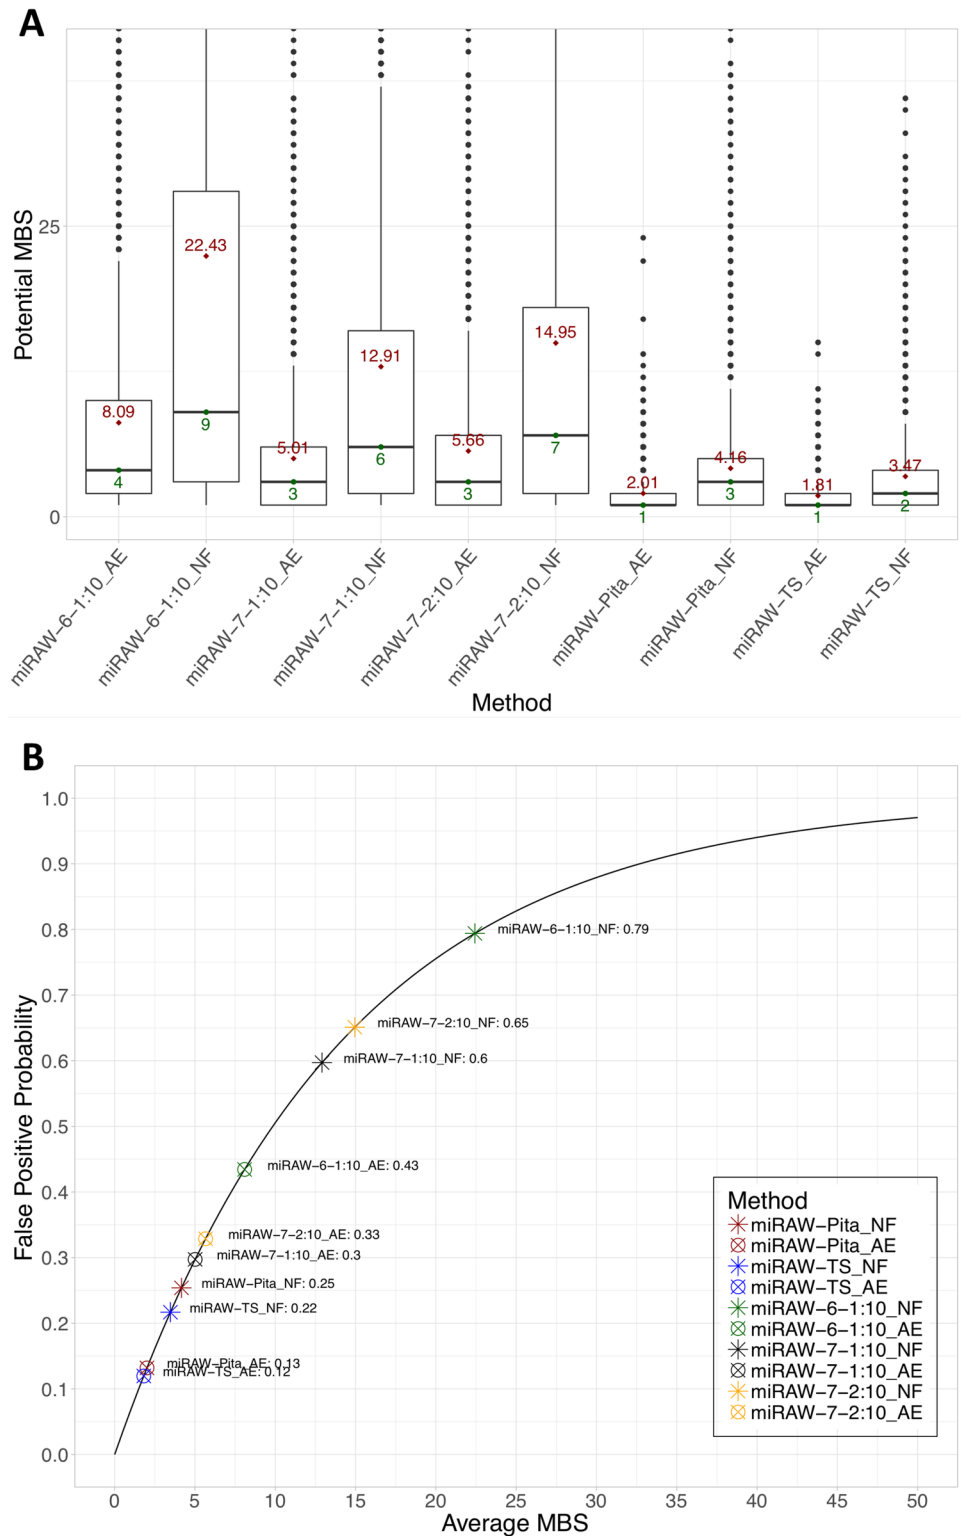 A
Potential MBS
25
0
8.09
4
22.43
9
5.01
3
12.91
6
5.66
3
14.95
7
2.01
1
4.16
3
1.81
1
3.47
2
miRAW-6-1:10_AE
miRAW-6-1:10_NF
miRAW-7-1:10_AE
miRAW-7-1:10_NF
miRAW-7-2:10_AE
miRAW-7-2:10_NF
miRAW-Pita_AE
miRAW-Pita_NF
miRAW-TS_AE
miRAW-TS_NF
Method
B
False Positive Probability
1.0
0.9
0.8
0.7
0.6
0.5
0.4
0.3
0.2
0.1
0.0
miRAW-6-1:10_NF: 0.79
miRAW-7-2:10_NF: 0.65
miRAW-7-1:10_NF: 0.6
miRAW-6-1:10_AE: 0.43
miRAW-7-2:10_AE: 0.33
miRAW-7-1:10_AE: 0.3
miRAW-Pita_NF: 0.25
miRAW-TS_NF: 0.22
miRAW-Pita_AE: 0.13
miRAW-TS_AE: 0.12
Method
miRAW-Pita_NF
miRAW-Pita_AE
miRAW-TS_NF
miRAW-TS_AE
miRAW-6-1:10_NF
miRAW-6-1:10_AE
miRAW-7-1:10_NF
miRAW-7-1:10_AE
miRAW-7-2:10_NF
miRAW-7-2:10_AE
0 5 10 15 20 25 30 35 40 45 50
Average MBS